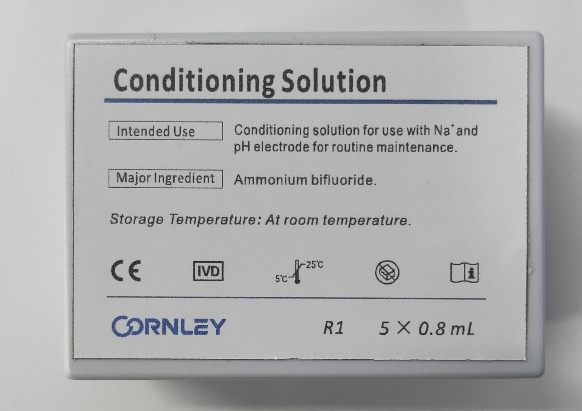 Conditioning Solution
Intended Use Conditioning solution for use with Na⁺ and
pH electrode for routine maintenance.
Major Ingredient Ammonium bifluoride.
Storage Temperature: At room temperature.
CE IVD 5℃ 25℃ i
CORNLEY R1 5 × 0.8 mL